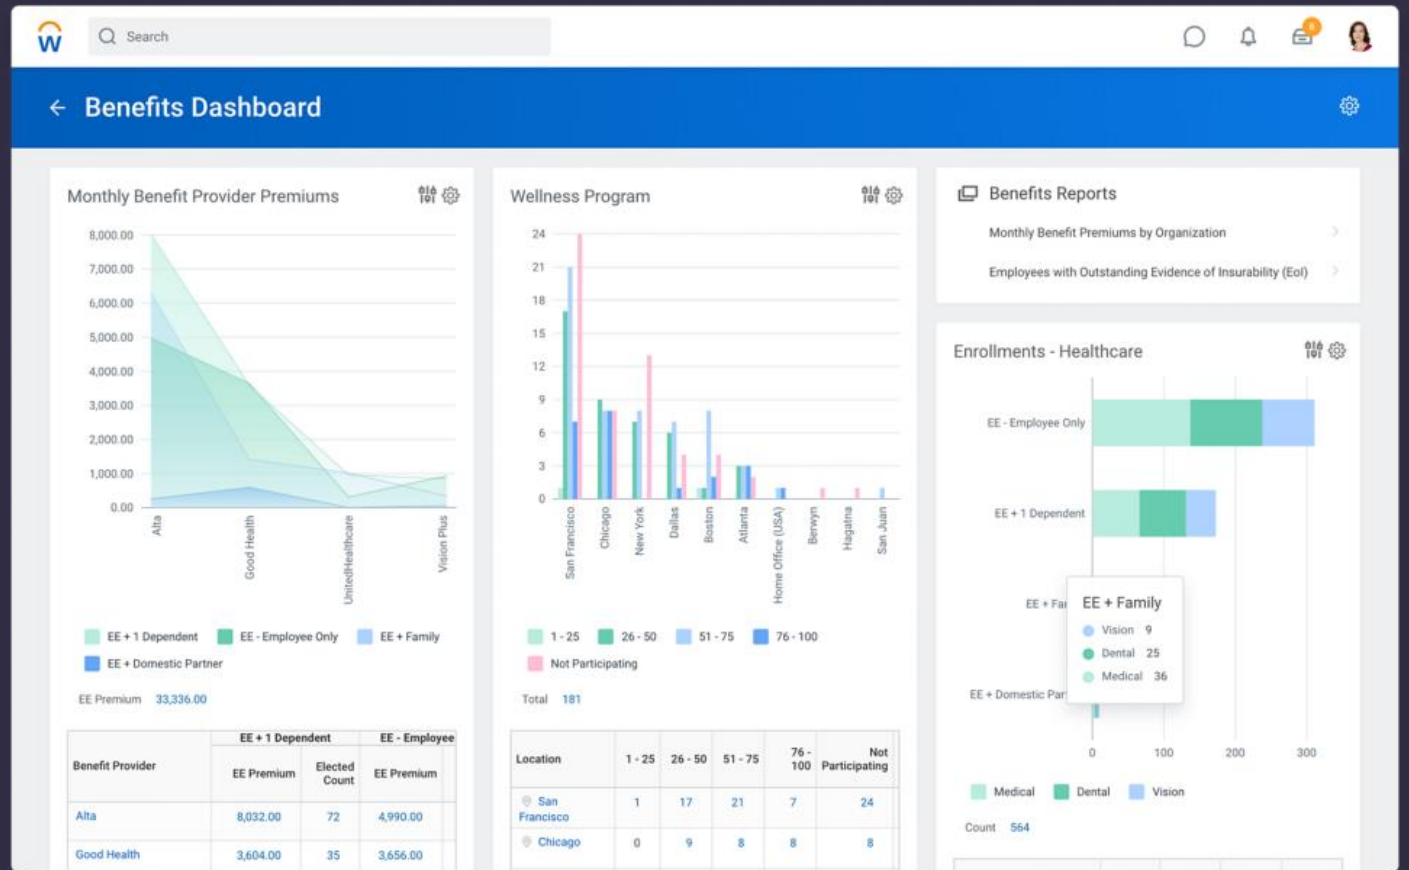 w
Search
6
Benefits Dashboard
Monthly Benefit Provider Premiums
8,000.00
7,000.00
6,000.00
5,000.00
4,000.00
3,000.00
2,000.00
1,000.00
0.00
Alta
Good Health
UnitedHealthcare
Vision Plus
EE + 1 Dependent EE - Employee Only EE + Family
EE + Domestic Partner
EE Premium 33,336.00
EE + 1 Dependent EE - Employee
Benefit Provider EE Premium Elected Count EE Premium
Alta 8,032.00 72 4,990.00
Good Health 3,604.00 35 3,656.00
Wellness Program
24
21
18
15
12
9
6
3
0
San Francisco
Chicago
New York
Dallas
Boston
Atlanta
Home Office (USA)
Berwyn
Hagatna
San Juan
1 - 25 26 - 50 51 - 75 76 - 100
Not Participating
Total 181
Location 1 - 25 26 - 50 51 - 75 76 - 100 Not Participating
San Francisco 1 17 21 7 24
Chicago 0 9 8 8 8
Benefits Reports
Monthly Benefit Premiums by Organization
Employees with Outstanding Evidence of Insurability (EoI)
Enrollments - Healthcare
EE - Employee Only
EE + 1 Dependent
EE + Fa
EE + Family
Vision 9
Dental 25
Medical 36
EE + Domestic Par
0 100 200 300
Medical Dental Vision
Count 564